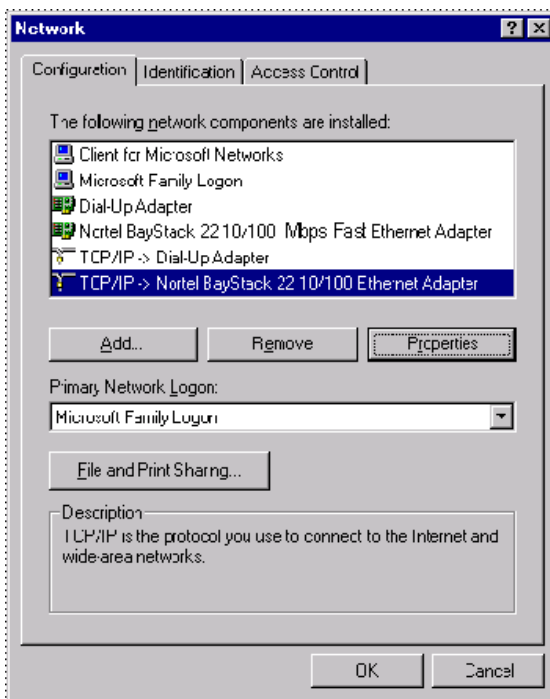 Network
Configuration
Identification
Access Control
The following network components are installed:
Client for Microsoft Networks
Microsoft Family Logon
Dial-Up Adapter
Nortel BayStack 22 10/100 Mbps Fast Ethernet Adapter
TCP/IP -> Dial-Up Adapter
TCP/IP -> Nortel BayStack 22 10/100 Ethernet Adapter
Add...
Remove
Properties
Primary Network Logon:
Microsoft Family Logon
File and Print Sharing...
Description
TCP/IP is the protocol you use to connect to the Internet and
wide-area networks.
OK
Cancel